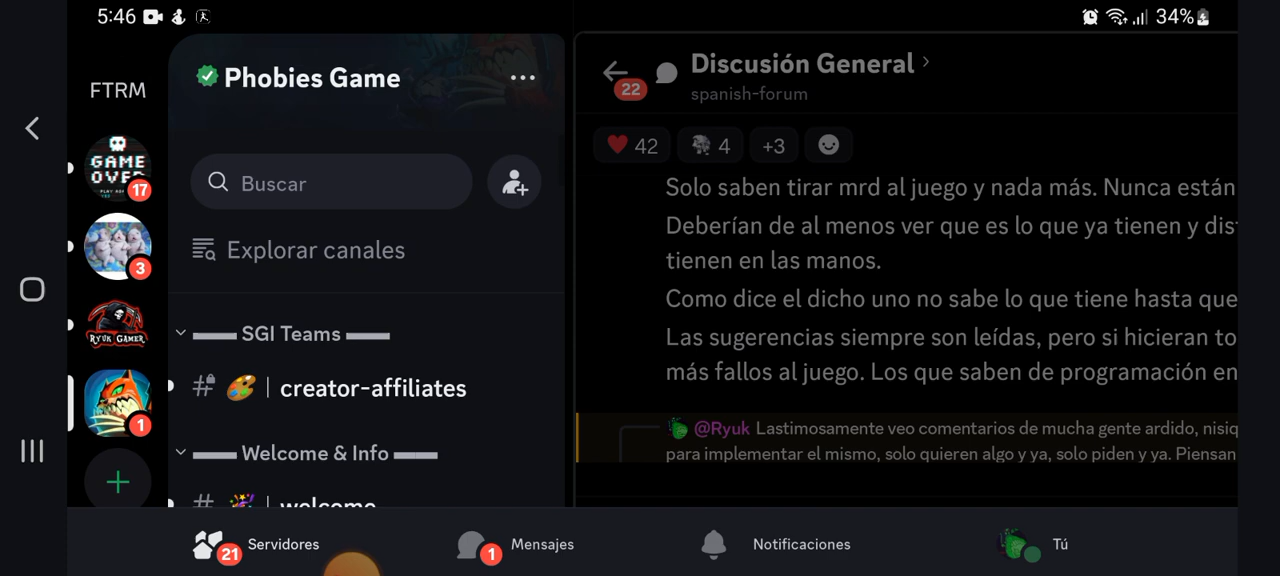 5:46
34%
FTRM
GAME
OVER
17
3
RYUK GAMER
1
Phobies Game
Buscar
Explorar canales
SGI Teams
# | creator-affiliates
Welcome & Info
# | welcome
22
Discusión General
spanish-forum
42
4
+3
Solo saben tirar mrd al juego y nada más. Nunca están
Deberían de al menos ver que es lo que ya tienen y
tienen en las manos.
Como dice el dicho uno no sabe lo que tiene hasta que
Las sugerencias siempre son leídas, pero si hicieran
más fallos al juego. Los que saben de programación
@Ryuk Lastimosamente veo comentarios de mucha gente ardido,
para implementar el mismo, solo quieren algo y ya, solo piden y ya. Piensan
21
Servidores
1
Mensajes
Notificaciones
Tú